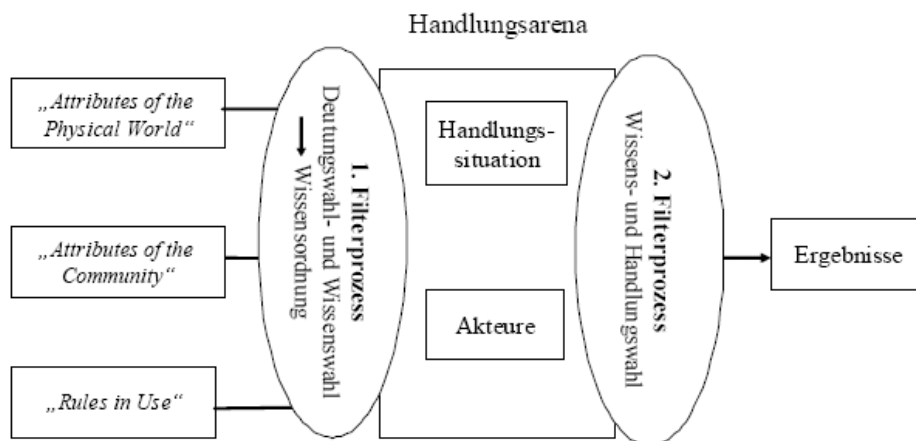 Handlungsarena
„Attributes of the
Physical World“
„Attributes of the
Community“
„Rules in Use“
1. Filterprozess
Deutungswahl- und Wissenswahl
Wissensordnung
Handlungs-
situation
Akteure
2. Filterprozess
Wissens- und Handlungswahl
Ergebnisse